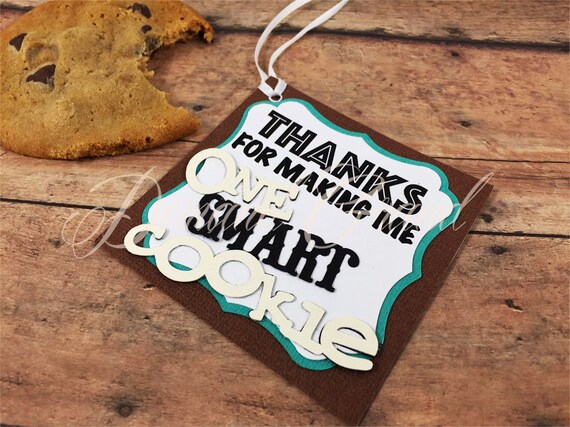 THANKS
FOR MAKING ME
ONE
SMART
cookie